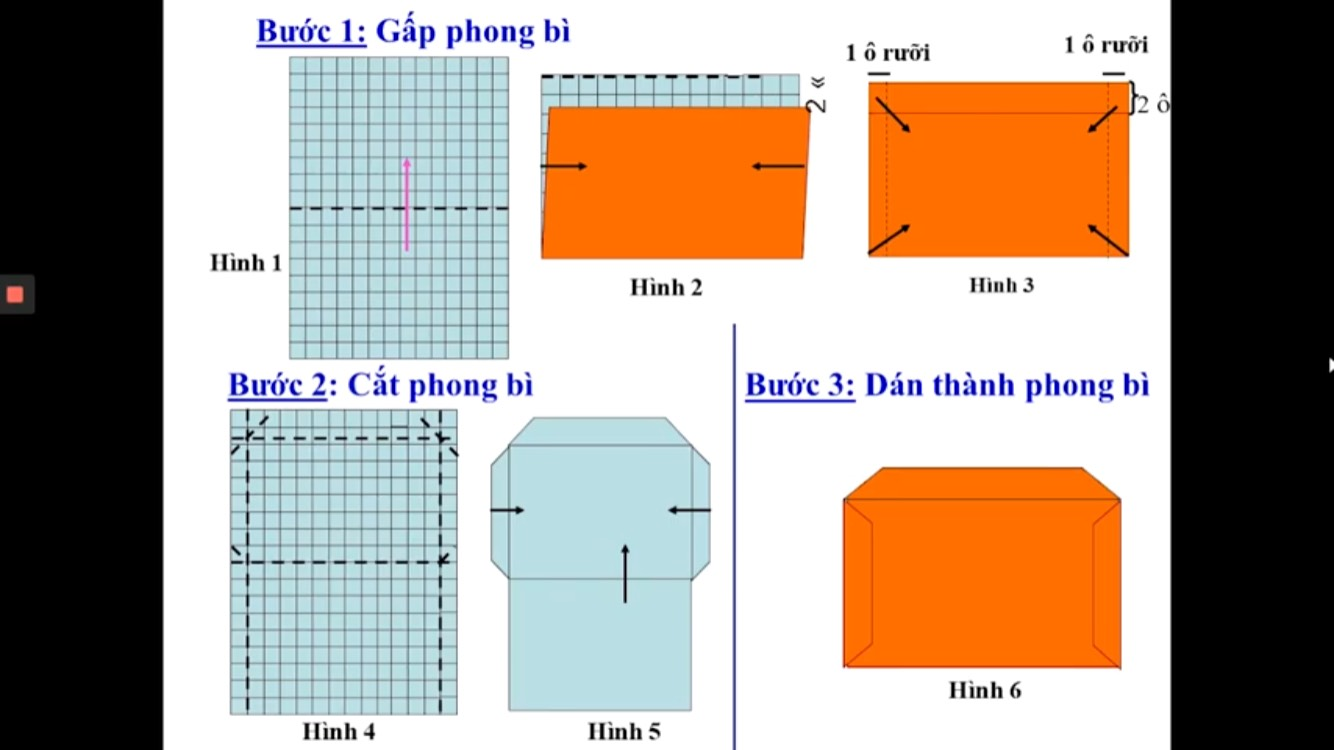 Bước 1: Gấp phong bì
1 ô rưỡi
1 ô rưỡi
2 ô
Hình 1
Hình 2
Hình 3
Bước 2: Cắt phong bì
Bước 3: Dán thành phong bì
Hình 4
Hình 5
Hình 6